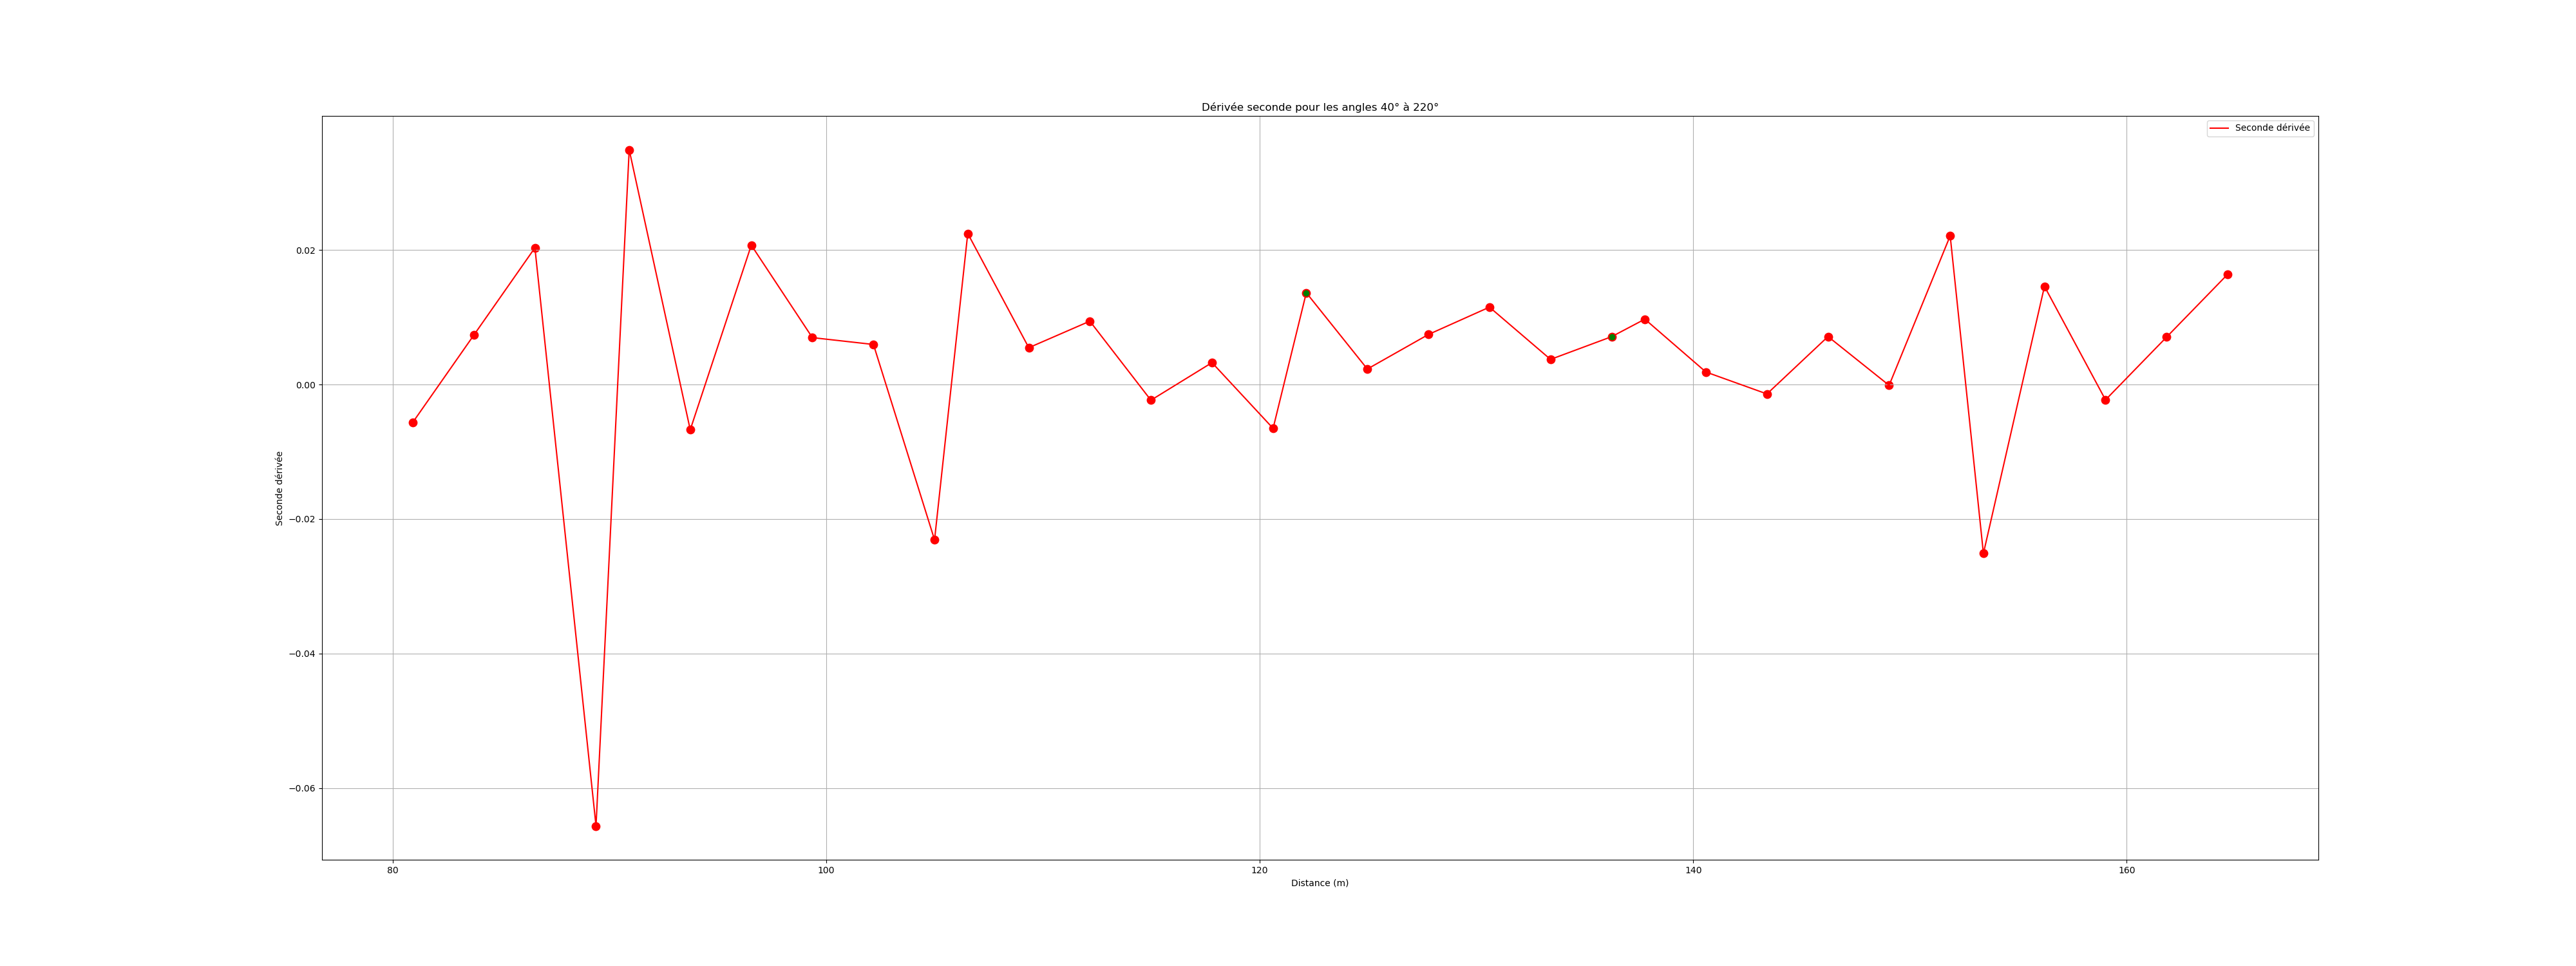 Dérivée seconde pour les angles 40° à 220°
Seconde dérivée
0.02
0.00
−0.02
−0.04
−0.06
Seconde dérivée
80
100
120
140
160
Distance (m)